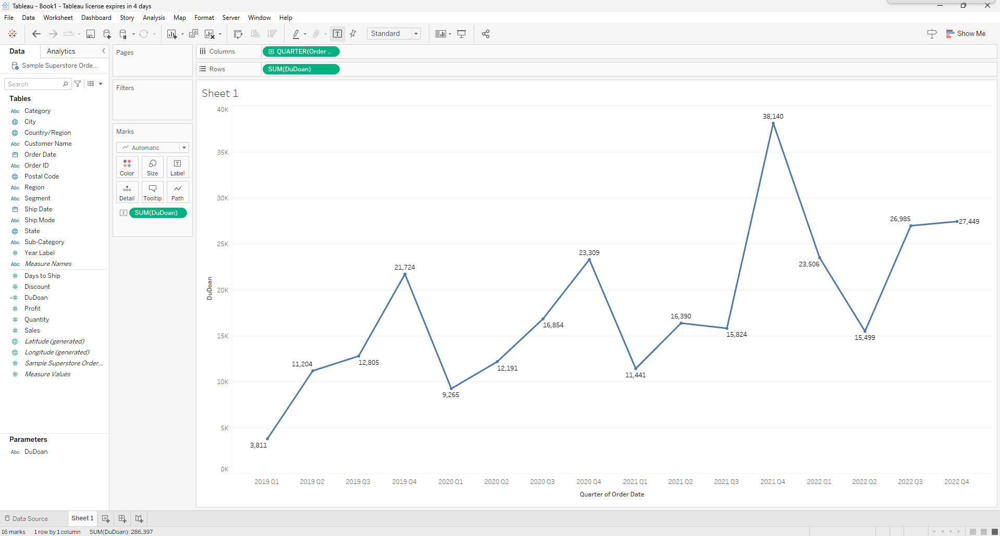 Tableau - Book1 - Tableau license expires in 4 days
File Data Worksheet Dashboard Story Analysis Map Format Server Window Help
Standard
Show Me
Data Analytics
Sample Superstore Orde...
Search
Tables
Abc Category
City
Country/Region
Abc Customer Name
Order Date
Abc Order ID
Postal Code
Abc Region
Abc Segment
Ship Date
Abc Ship Mode
State
Abc Sub-Category
# Year Label
Abc Measure Names
# Days to Ship
# Discount
=# DuDoan
# Profit
# Quantity
# Sales
Latitude (generated)
Longitude (generated)
# Sample Superstore Order...
# Measure Values
Parameters
Abc DuDoan
Pages
Filters
Marks
Automatic
Color Size Label
Detail Tooltip Path
SUM(DuDoan)
Columns QUARTER(Order ..
Rows SUM(DuDoan)
Sheet 1
40K
35K
30K
25K
20K
15K
10K
5K
0K
DuDoan
3,811
11,204
12,805
21,724
9,265
12,191
16,854
23,309
11,441
16,390
15,824
38,140
23,506
15,499
26,985
27,449
2019 Q1 2019 Q2 2019 Q3 2019 Q4 2020 Q1 2020 Q2 2020 Q3 2020 Q4 2021 Q1 2021 Q2 2021 Q3 2021 Q4 2022 Q1 2022 Q2 2022 Q3 2022 Q4
Quarter of Order Date
Data Source Sheet 1
16 marks 1 row by 1 column SUM(DuDoan): 286,397